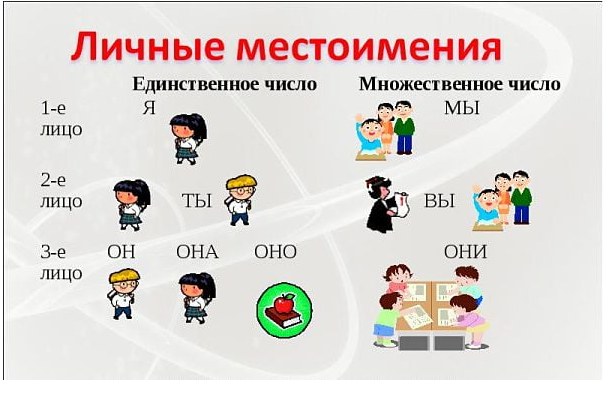 Личные местоимения
Единственное число Множественное число
1-е Я МЫ
лицо
2-е
лицо ТЫ ВЫ
3-е ОН ОНА ОНО ОНИ
лицо